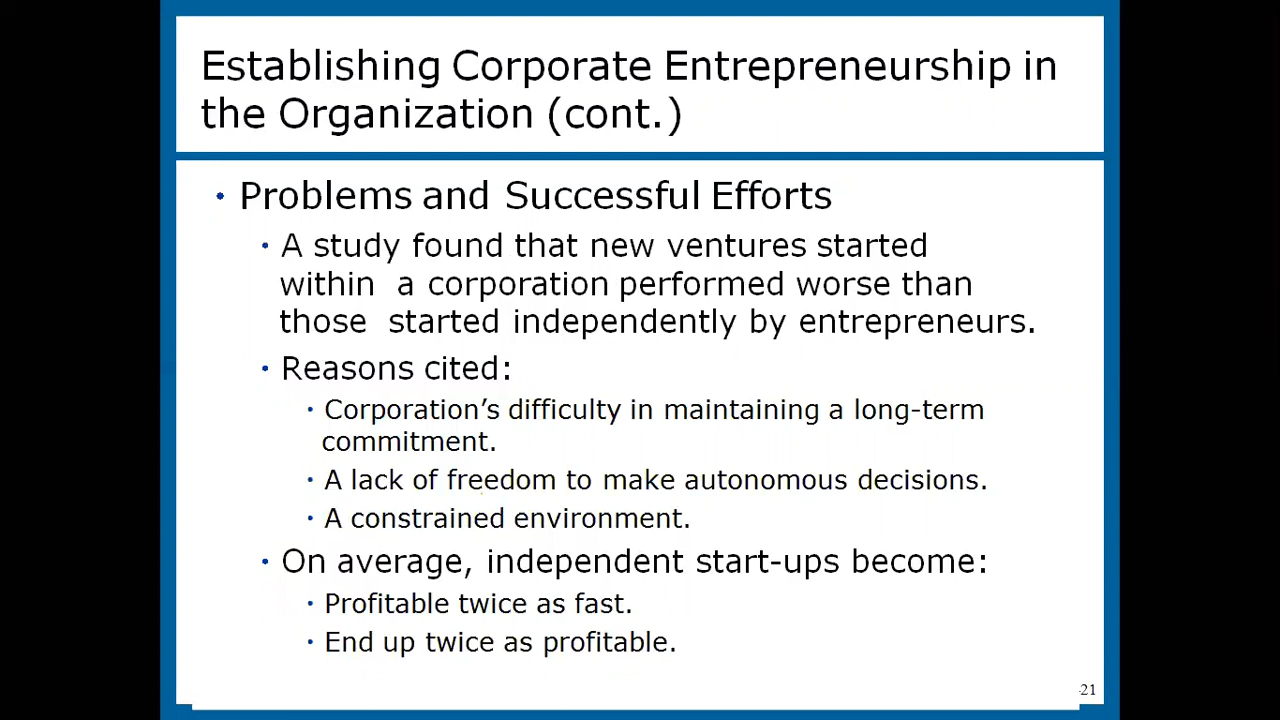 Establishing Corporate Entrepreneurship in
the Organization (cont.)
• Problems and Successful Efforts
• A study found that new ventures started
within a corporation performed worse than
those started independently by entrepreneurs.
• Reasons cited:
• Corporation’s difficulty in maintaining a long-term
commitment.
• A lack of freedom to make autonomous decisions.
• A constrained environment.
• On average, independent start-ups become:
• Profitable twice as fast.
• End up twice as profitable.
-21